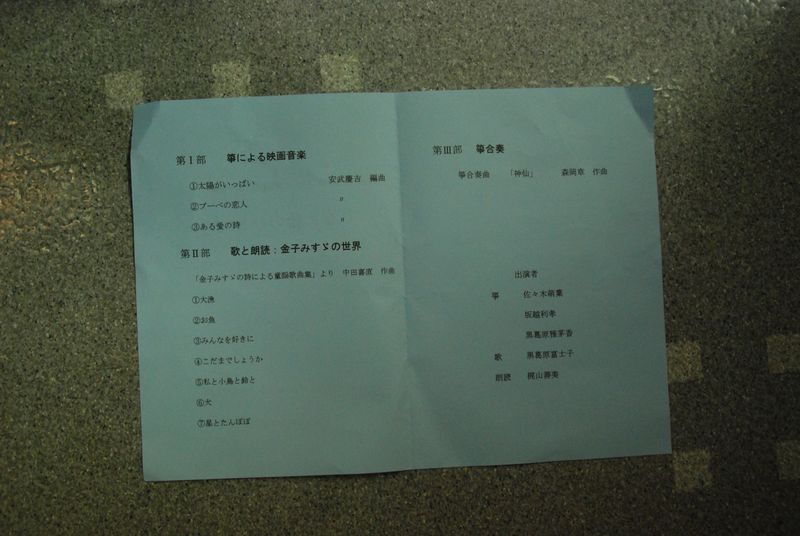 第Ⅰ部　箏による映画音楽
①太陽がいっぱい　安武慶吉　編曲
②ブーベの恋人　〃
③ある愛の詩　〃
第Ⅱ部　歌と朗読：金子みすゞの世界
「金子みすゞの詩による童謡歌曲集」より　中田喜直　作曲
①大漁
②お魚
③みんなを好きに
④こだまでしょうか
⑤私と小鳥と鈴と
⑥犬
⑦星とたんぽぽ
第Ⅲ部　箏合奏
箏合奏曲　「神仙」　森岡章　作曲
出演者
箏　佐々木萌葉
坂越利孝
黒葛原雅茅香
歌　黒葛原富士子
朗読　梶山壽美